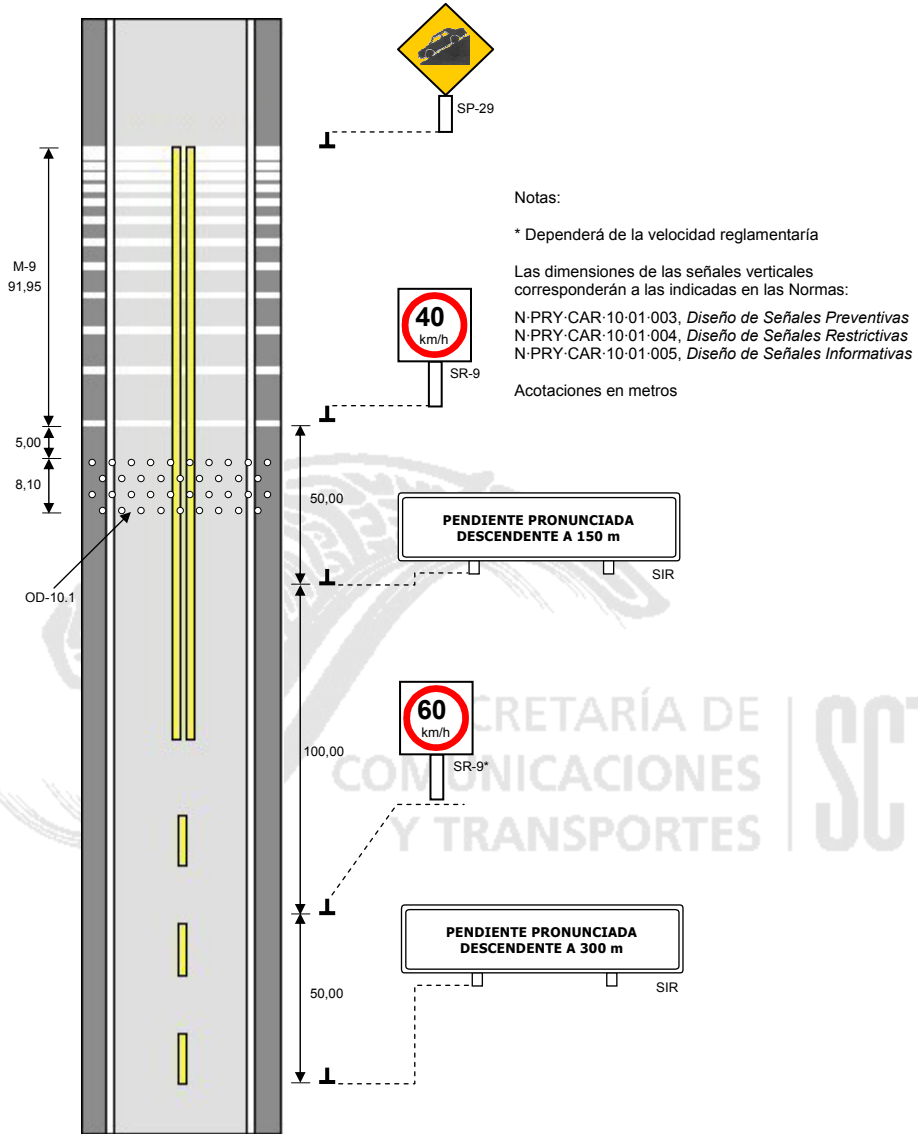 SP-29
Notas:
* Dependerá de la velocidad reglamentaría
Las dimensiones de las señales verticales
corresponderán a las indicadas en las Normas:
N·PRY·CAR·10·01·003, Diseño de Señales Preventivas
N·PRY·CAR·10·01·004, Diseño de Señales Restrictivas
N·PRY·CAR·10·01·005, Diseño de Señales Informativas
Acotaciones en metros
M-9
91,95
40
km/h
SR-9
5,00
8,10
50,00
PENDIENTE PRONUNCIADA
DESCENDENTE A 150 m
SIR
OD-10.1
60
km/h
SR-9*
100,00
CRETARÍA DE
COMUNICACIONES
Y TRANSPORTES
SCT
PENDIENTE PRONUNCIADA
DESCENDENTE A 300 m
SIR
50,00